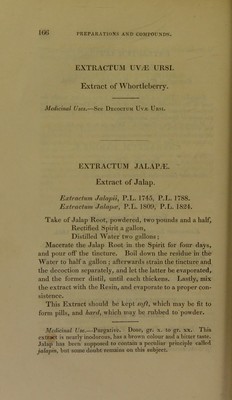 166 PREPARATIONS AND COMPOUNDS.
EXTRACTUM UVÆ URSI.
Extract of Whortleberry.
Medicinal Uses.—See Decoctum Uvæ Ursi.
EXTRACTUM JALAPÆ.
Extract of Jalap.
Extractum Jalapii, P.L. 1745, P.L. 1788.
Extractum Jalapæ, P.L. 1809, P.L. 1824.
Take of Jalap Root, powdered, two pounds and a half,
Rectified Spirit a gallon,
Distilled Water two gallons;
Macerate the Jalap Root in the Spirit for four days,
and pour off the tincture. Boil down the residue in the
Water to half a gallon; afterwards strain the tincture and
the decoction separately, and let the latter be evaporated,
and the former distil, until each thickens. Lastly, mix
the extract with the Resin, and evaporate to a proper con-
sistence.
This Extract should be kept soft, which may be fit to
form pills, and hard, which may be rubbed to powder.
Medicinal Use.—Purgative. Dose, gr. x. to gr. xx. This
extract is nearly inodorous, has a brown colour and a bitter taste.
Jalap has been supposed to contain a peculiar principle called
jalapin, but some doubt remains on this subject.